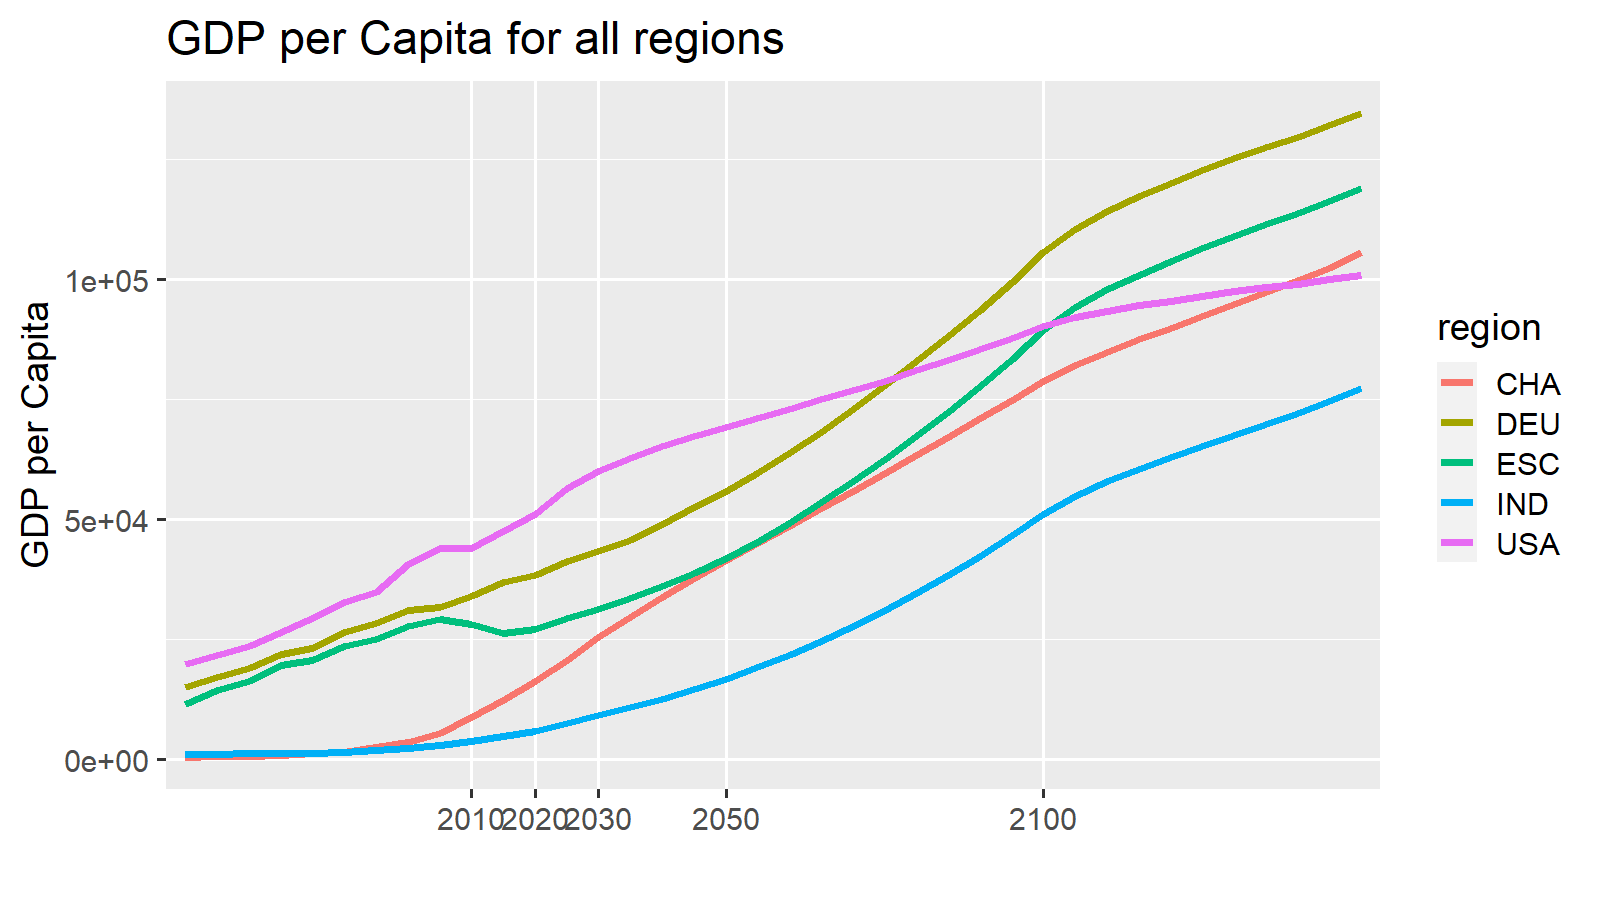 GDP per Capita for all regions
GDP per Capita
1e+05
5e+04
0e+00
2010 2020 2030 2050 2100
region
CHA
DEU
ESC
IND
USA